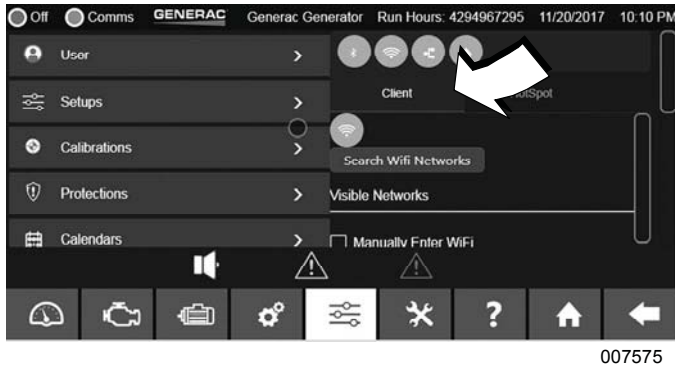 Off Comms GENERAC Generac Generator Run Hours: 4294967295 11/20/2017 10:10 PM
User
Setups
Client
Calibrations
Search Wifi Networks
Protections
Visible Networks
Calendars
Manually Enter WiFi
?
007575